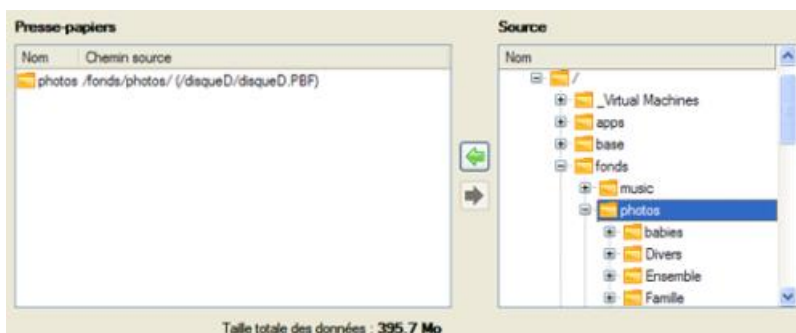 Presse-papiers
Nom Chemin source
photos /fonds/photos/ (/disqueD/disqueD.PBF)
Source
Nom
/
_Virtual Machines
apps
base
fonds
music
photos
babies
Divers
Ensemble
Famille
Taille totale des données : 395,7 Mo